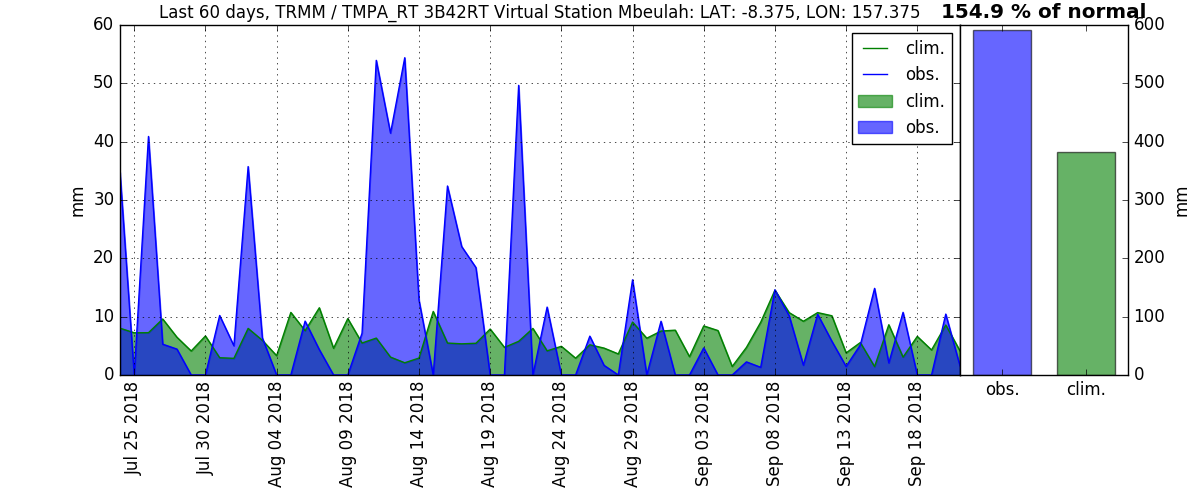 Last 60 days, TRMM / TMPA_RT 3B42RT Virtual Station Mbeulah: LAT: -8.375, LON: 157.375
154.9 % of normal
60
50
40
30
20
10
0
mm
clim.
obs.
clim.
obs.
Jul 25 2018
Jul 30 2018
Aug 04 2018
Aug 09 2018
Aug 14 2018
Aug 19 2018
Aug 24 2018
Aug 29 2018
Sep 03 2018
Sep 08 2018
Sep 13 2018
Sep 18 2018
600
500
400
300
200
100
0
mm
obs.
clim.